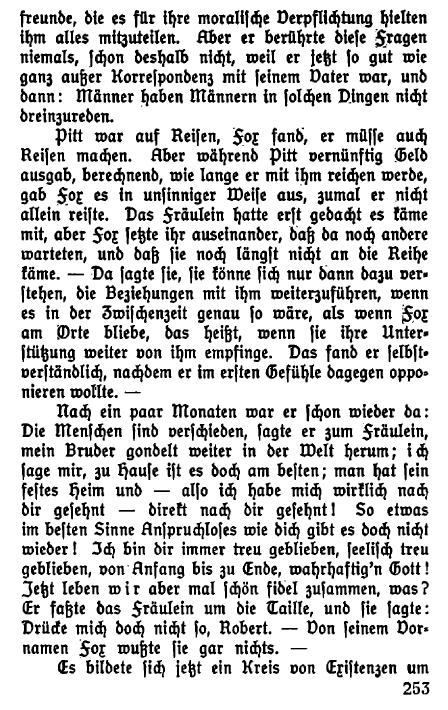 freunde, die es für ihre moralische Verpflichtung hielten
ihm alles mitzuteilen. Aber er berührte diese Fragen
niemals, schon deshalb nicht, weil er jetzt so gut wie
ganz außer Korrespondenz mit seinem Vater war, und
dann: Männer haben Männern in solchen Dingen nicht
dreinzureden.
Pitt war auf Reisen, Fox fand, er müsse auch
Reisen machen. Aber während Pitt vernünftig Geld
ausgab, berechnend, wie lange er mit ihm reichen werde,
gab Fox es in unsinniger Weise aus, zumal er nicht
allein reiste. Das Fräulein hatte erst gedacht es käme
mit, aber Fox setzte ihr auseinander, daß da noch andere
warteten, und daß sie noch längst nicht an die Reihe
käme. — Da sagte sie, sie könne sich nur dann dazu ver-
stehen, die Beziehungen mit ihm weiterzuführen, wenn
es in der Zwischenzeit genau so wäre, als wenn Fox
am Orte bliebe, das heißt, wenn sie ihre Unter-
stützung weiter von ihm empfinge. Das fand er selbst-
verständlich, nachdem er im ersten Gefühle dagegen oppo-
nieren wollte. —
Nach ein paar Monaten war er schon wieder da:
Die Menschen sind verschieden, sagte er zum Fräulein,
mein Bruder gondelt weiter in der Welt herum; ich
sage mir, zu Hause ist es doch am besten; man hat sein
festes Heim und — also ich habe mich wirklich nach
dir gesehnt — direkt nach dir gesehnt! So etwas
im besten Sinne Anspruchloses wie dich gibt es doch nicht
wieder! Ich bin dir immer treu geblieben, seelisch treu
geblieben, von Anfang bis zu Ende, wahrhaftig'n Gott!
Jetzt leben wir aber mal schön fidel zusammen, was?
Er faßte das Fräulein um die Taille, und sie sagte:
Drücke mich doch nicht so, Robert. — Von seinem Vor-
namen Fox wußte sie gar nichts. —
Es bildete sich jetzt ein Kreis von Existenzen um
253